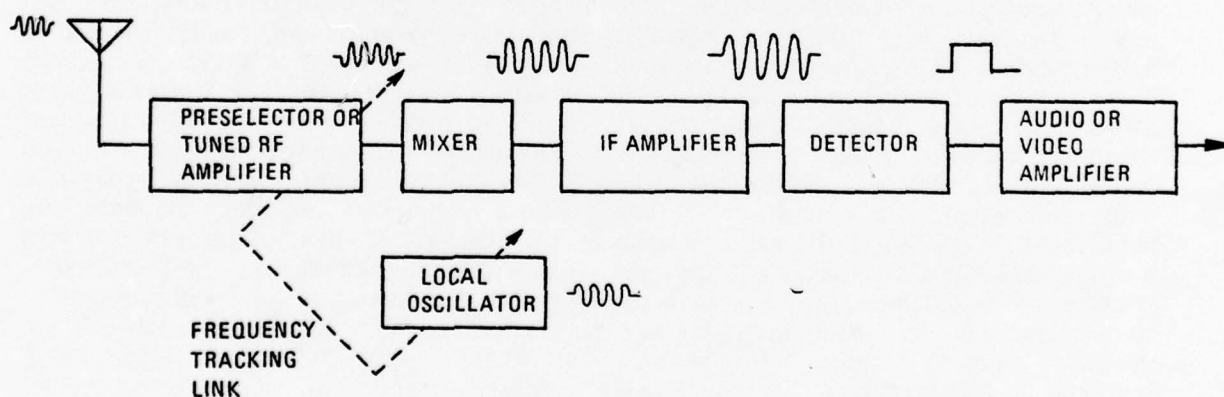 PRESELECTOR OR
TUNED RF
AMPLIFIER
MIXER
IF AMPLIFIER
DETECTOR
AUDIO OR
VIDEO
AMPLIFIER
LOCAL
OSCILLATOR
FREQUENCY
TRACKING
LINK